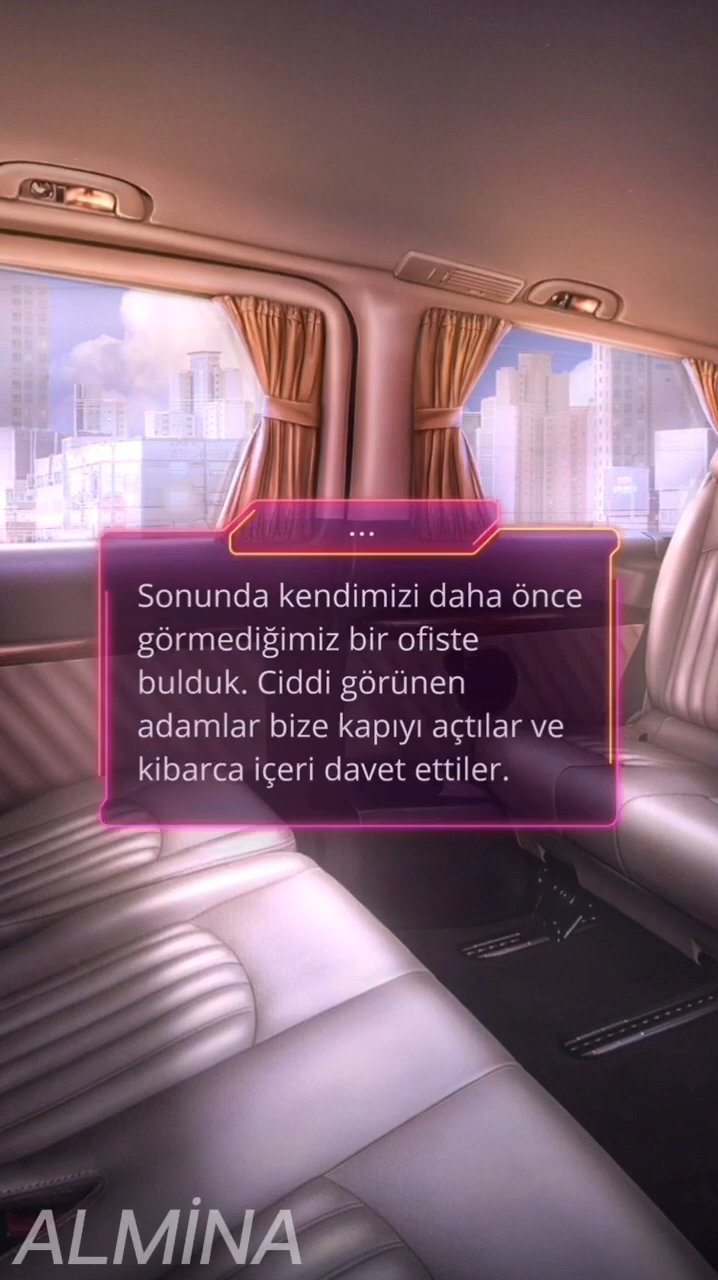 ...
Sonunda kendimizi daha önce
görmediğimiz bir ofiste
bulduk. Ciddi görünen
adamlar bize kapıyı açtılar ve
kibarca içeri davet ettiler.
ALMİNA